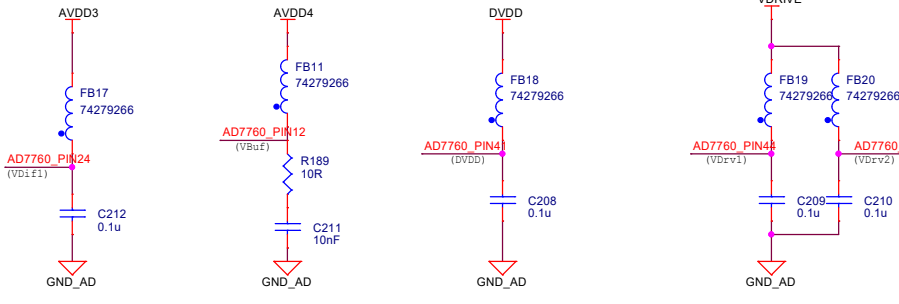 AVDD3
AVDD4
DVDD
VDRIVE
FB17
74279266
FB11
74279266
FB18
74279266
FB19
74279266
FB20
74279266
AD7760_PIN24
(VDif1)
AD7760_PIN12
(VBuf)
AD7760_PIN41
(DVDD)
AD7760_PIN44
(VDrv1)
AD7760
(VDrv2)
R189
10R
C212
0.1u
C211
10nF
C208
0.1u
C209
0.1u
C210
0.1u
GND_AD
GND_AD
GND_AD
GND_AD